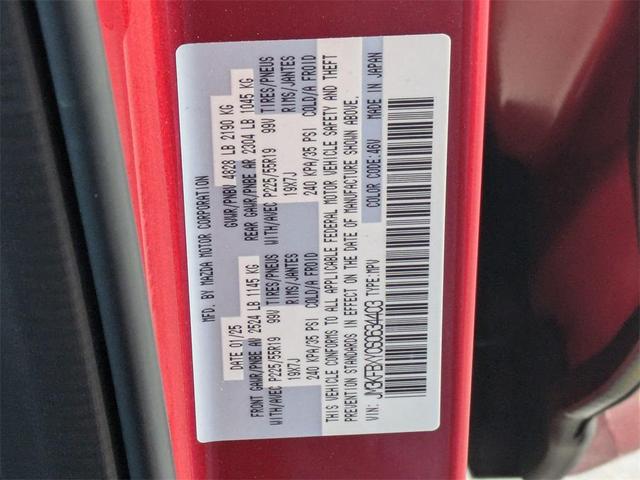 MFD. BY MAZDA MOTOR CORPORATION
DATE 01/25 GVWR/PNBV 4828 LB 2190 KG
FRONT GAWR/PNBE AV 2524 LB 1145 KG REAR GAWR/PNBE AR 2304 LB 1045 KG
WITH/AVEC P225/55R19 99V TIRES/PNEUS WITH/AVEC P225/55R19 99V TIRES/PNEUS
19X7J RIMS/JANTES 19X7J RIMS/JANTES
240 KPA/35 PSI COLD/A FROID 240 KPA/35 PSI COLD/A FROID
THIS VEHICLE CONFORMS TO ALL APPLICABLE FEDERAL MOTOR VEHICLE SAFETY AND THEFT
PREVENTION STANDARDS IN EFFECT ON THE DATE OF MANUFACTURE SHOWN ABOVE.
VIN: TYPE:MPV COLOR CODE:46V MADE IN JAPAN